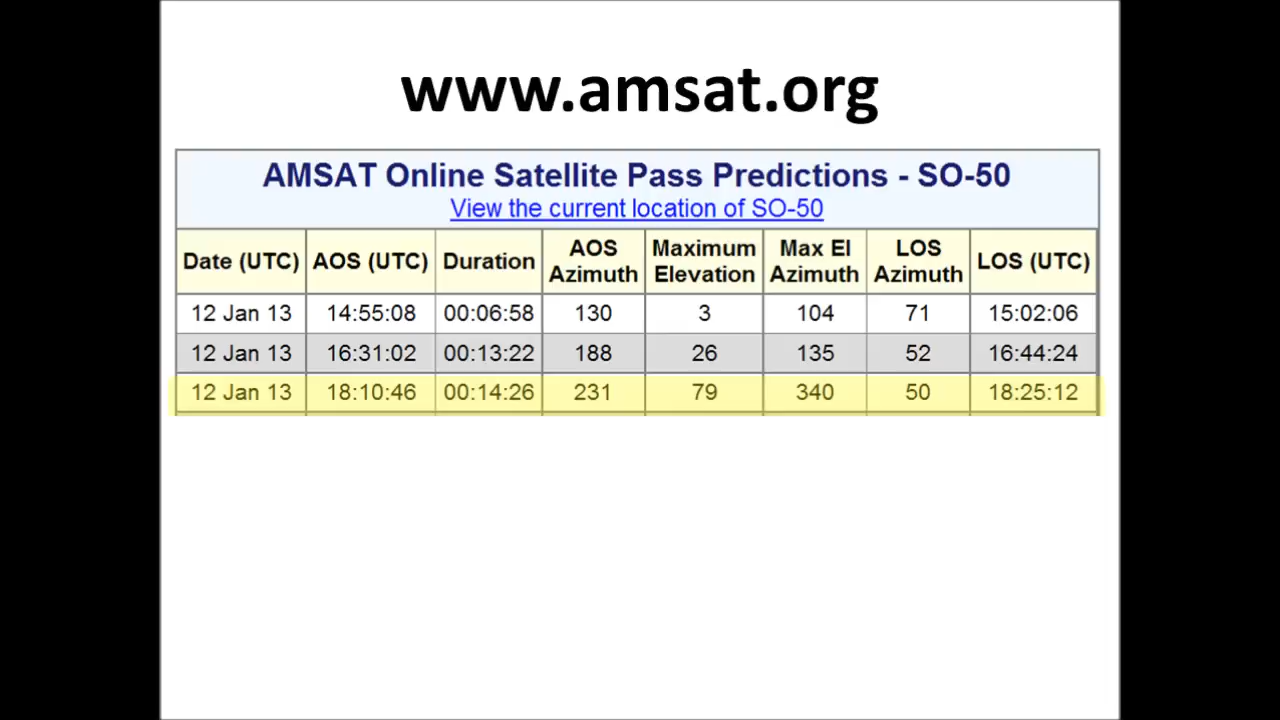 www.amsat.org
AMSAT Online Satellite Pass Predictions - SO-50
View the current location of SO-50
Date (UTC) AOS (UTC) Duration AOS Azimuth Maximum Elevation Max El Azimuth LOS Azimuth LOS (UTC)
12 Jan 13 14:55:08 00:06:58 130 3 104 71 15:02:06
12 Jan 13 16:31:02 00:13:22 188 26 135 52 16:44:24
12 Jan 13 18:10:46 00:14:26 231 79 340 50 18:25:12